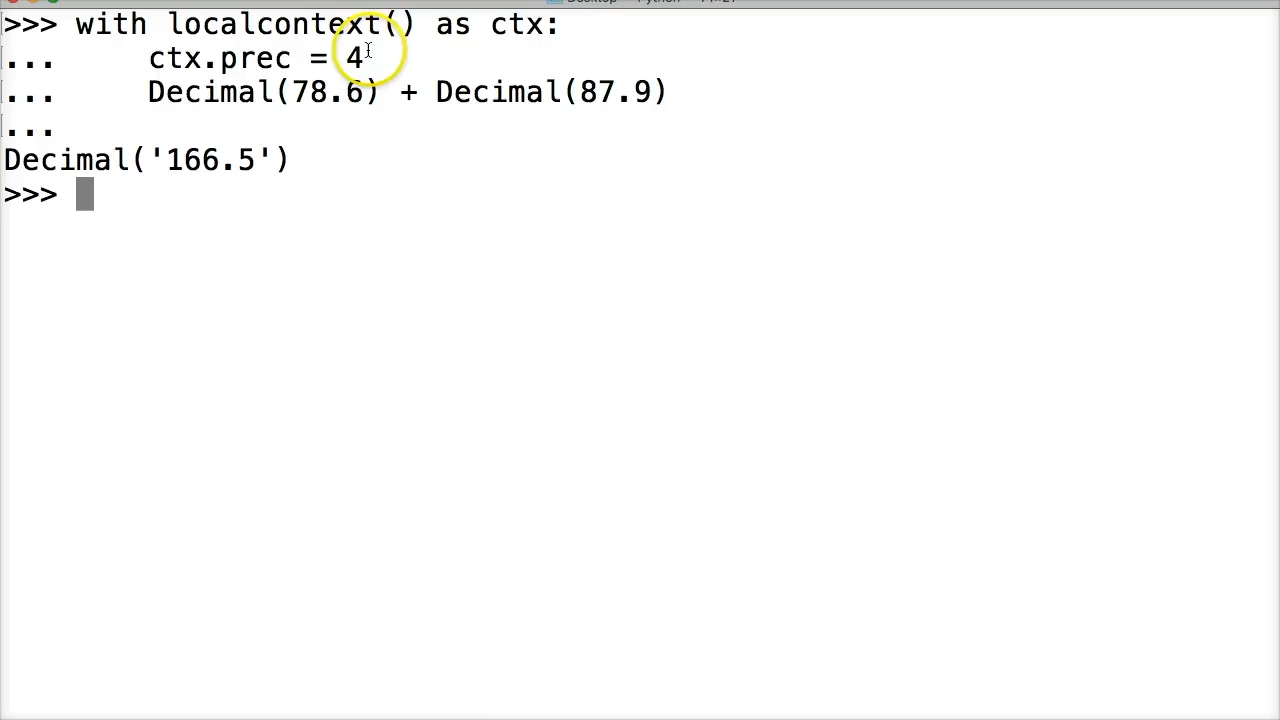 >>> with localcontext() as ctx:
...     ctx.prec = 4
...     Decimal(78.6) + Decimal(87.9)
...
Decimal('166.5')
>>>